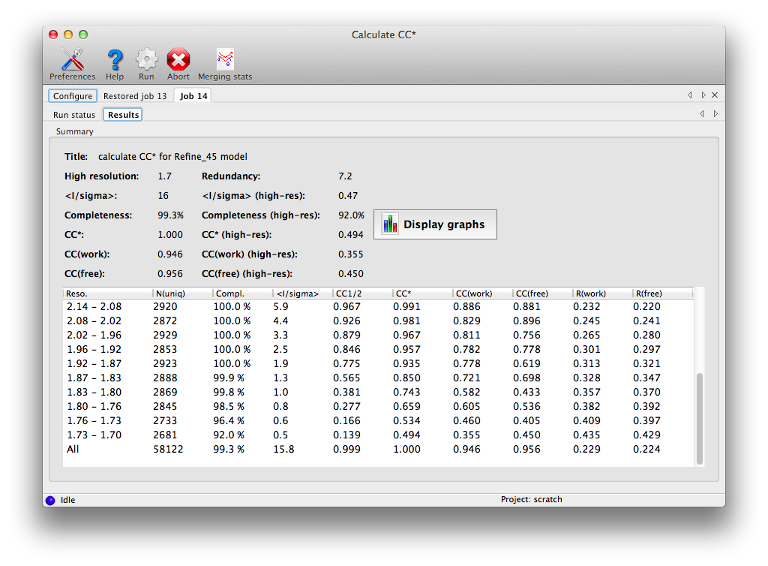 Calculate CC*
Preferences Help Run Abort Merging stats
Configure Restored job 13 Job 14
Run status Results
Summary
Title: calculate CC* for Refine_45 model
High resolution: 1.7 Redundancy: 7.2
<I/sigma>: 16 <I/sigma> (high-res): 0.47
Completeness: 99.3% Completeness (high-res): 92.0%
Display graphs
CC*: 1.000 CC* (high-res): 0.494
CC(work): 0.946 CC(work) (high-res): 0.355
CC(free): 0.956 CC(free) (high-res): 0.450
Reso. N(uniq) Compl. <I/sigma> CC1/2 CC* CC(work) CC(free) R(work) R(free)
2.14 - 2.08 2920 100.0 % 5.9 0.967 0.991 0.886 0.881 0.232 0.220
2.08 - 2.02 2872 100.0 % 4.4 0.926 0.981 0.829 0.896 0.245 0.241
2.02 - 1.96 2929 100.0 % 3.3 0.879 0.967 0.811 0.756 0.265 0.280
1.96 - 1.92 2853 100.0 % 2.5 0.846 0.957 0.782 0.778 0.301 0.297
1.92 - 1.87 2923 100.0 % 1.9 0.775 0.935 0.778 0.619 0.313 0.321
1.87 - 1.83 2888 99.9 % 1.3 0.565 0.850 0.721 0.698 0.328 0.347
1.83 - 1.80 2869 99.8 % 1.0 0.381 0.743 0.582 0.433 0.357 0.370
1.80 - 1.76 2845 98.5 % 0.8 0.277 0.659 0.605 0.536 0.382 0.392
1.76 - 1.73 2733 96.4 % 0.6 0.166 0.534 0.460 0.405 0.409 0.397
1.73 - 1.70 2681 92.0 % 0.5 0.139 0.494 0.355 0.450 0.435 0.429
All 58122 99.3 % 15.8 0.999 1.000 0.946 0.956 0.229 0.224
Idle Project: scratch